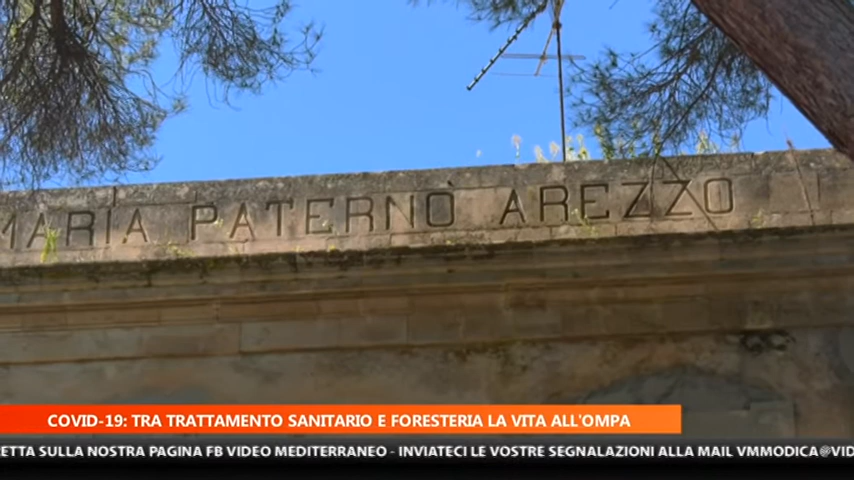 MARIA PATERNÒ AREZZO
COVID-19: TRA TRATTAMENTO SANITARIO E FORESTERIA LA VITA ALL'OMPA
ETTA SULLA NOSTRA PAGINA FB VIDEO MEDITERRANEO - INVIATECI LE VOSTRE SEGNALAZIONI ALLA MAIL VMMODICA@VID